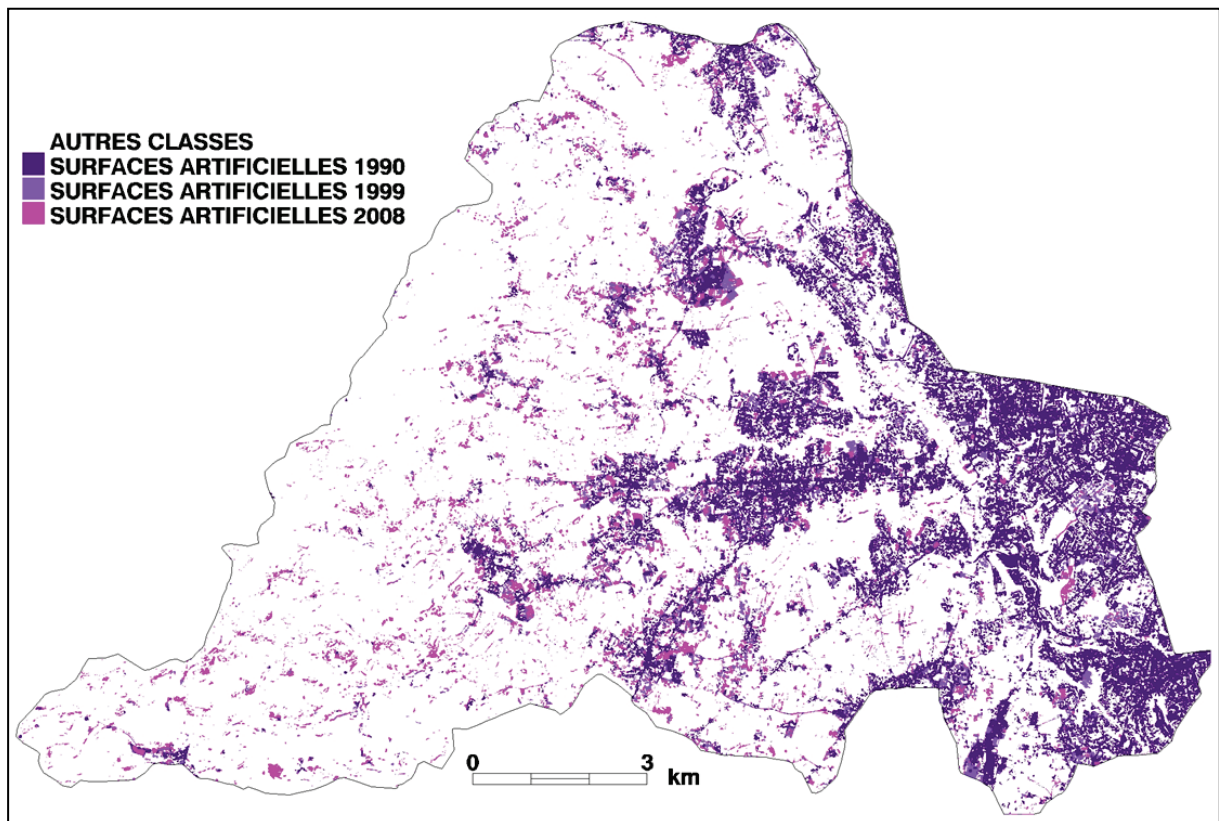 AUTRES CLASSES
SURFACES ARTIFICIELLES 1990
SURFACES ARTIFICIELLES 1999
SURFACES ARTIFICIELLES 2008
0 3
km